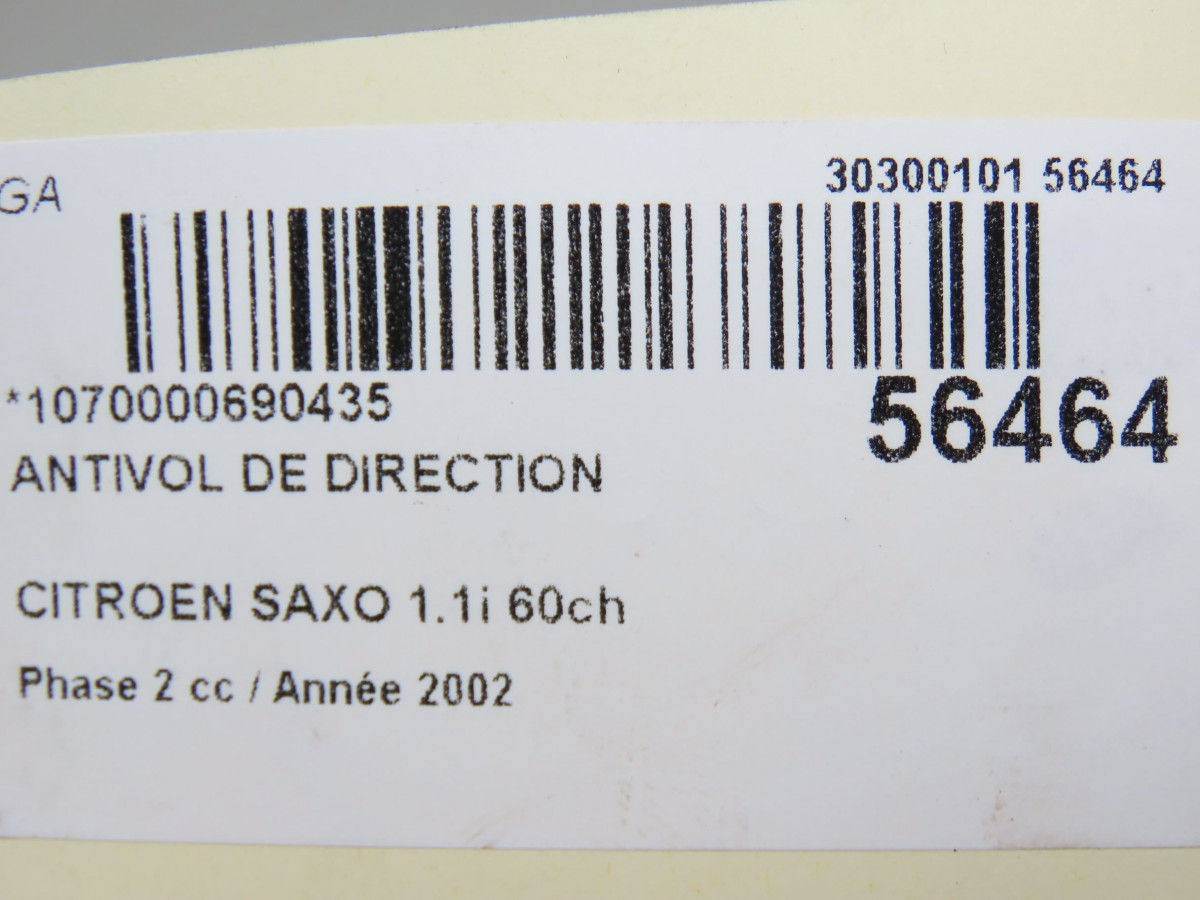 GA
30300101 56464
*1070000690435
56464
ANTIVOL DE DIRECTION
CITROEN SAXO 1.1i 60ch
Phase 2 cc / Année 2002